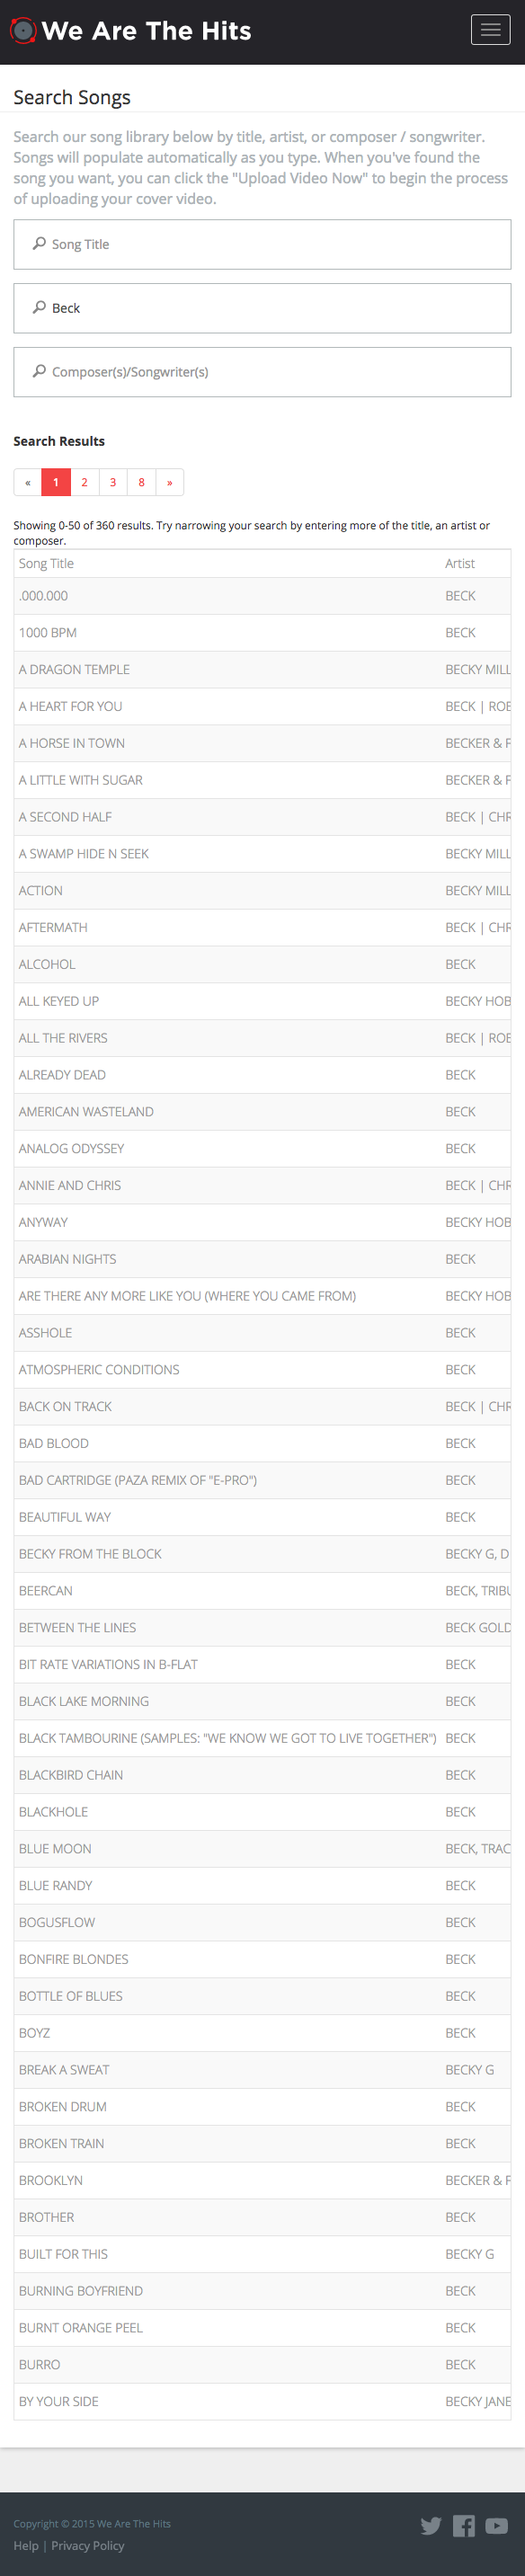 We Are The Hits
Search Songs
Search our song library below by title, artist, or composer / songwriter.
Songs will populate automatically as you type. When you've found the
song you want, you can click the "Upload Video Now" to begin the process
of uploading your cover video.
Song Title
Beck
Composer(s)/Songwriter(s)
Search Results
« 1 2 3 8 »
Showing 0-50 of 360 results. Try narrowing your search by entering more of the title, an artist or
composer.
Song Title Artist
.000.000 BECK
1000 BPM BECK
A DRAGON TEMPLE BECKY MILL
A HEART FOR YOU BECK | ROB
A HORSE IN TOWN BECKER & F
A LITTLE WITH SUGAR BECKER & F
A SECOND HALF BECK | CHR
A SWAMP HIDE N SEEK BECKY MILL
ACTION BECKY MILL
AFTERMATH BECK | CHR
ALCOHOL BECK
ALL KEYED UP BECKY HOB
ALL THE RIVERS BECK | ROB
ALREADY DEAD BECK
AMERICAN WASTELAND BECK
ANALOG ODYSSEY BECK
ANNIE AND CHRIS BECK | CHR
ANYWAY BECKY HOB
ARABIAN NIGHTS BECK
ARE THERE ANY MORE LIKE YOU (WHERE YOU CAME FROM) BECKY HOB
ASSHOLE BECK
ATMOSPHERIC CONDITIONS BECK
BACK ON TRACK BECK | CHR
BAD BLOOD BECK
BAD CARTRIDGE (PAZA REMIX OF "E-PRO") BECK
BEAUTIFUL WAY BECK
BECKY FROM THE BLOCK BECKY G, D
BEERCAN BECK, TRIBU
BETWEEN THE LINES BECK GOLD
BIT RATE VARIATIONS IN B-FLAT BECK
BLACK LAKE MORNING BECK
BLACK TAMBOURINE (SAMPLES: "WE KNOW WE GOT TO LIVE TOGETHER") BECK
BLACKBIRD CHAIN BECK
BLACKHOLE BECK
BLUE MOON BECK, TRAC
BLUE RANDY BECK
BOGUSFLOW BECK
BONFIRE BLONDES BECK
BOTTLE OF BLUES BECK
BOYZ BECK
BREAK A SWEAT BECKY G
BROKEN DRUM BECK
BROKEN TRAIN BECK
BROOKLYN BECKER & F
BROTHER BECK
BUILT FOR THIS BECKY G
BURNING BOYFRIEND BECK
BURNT ORANGE PEEL BECK
BURRO BECK
BY YOUR SIDE BECKY JANE
Copyright © 2015 We Are The Hits
Help | Privacy Policy